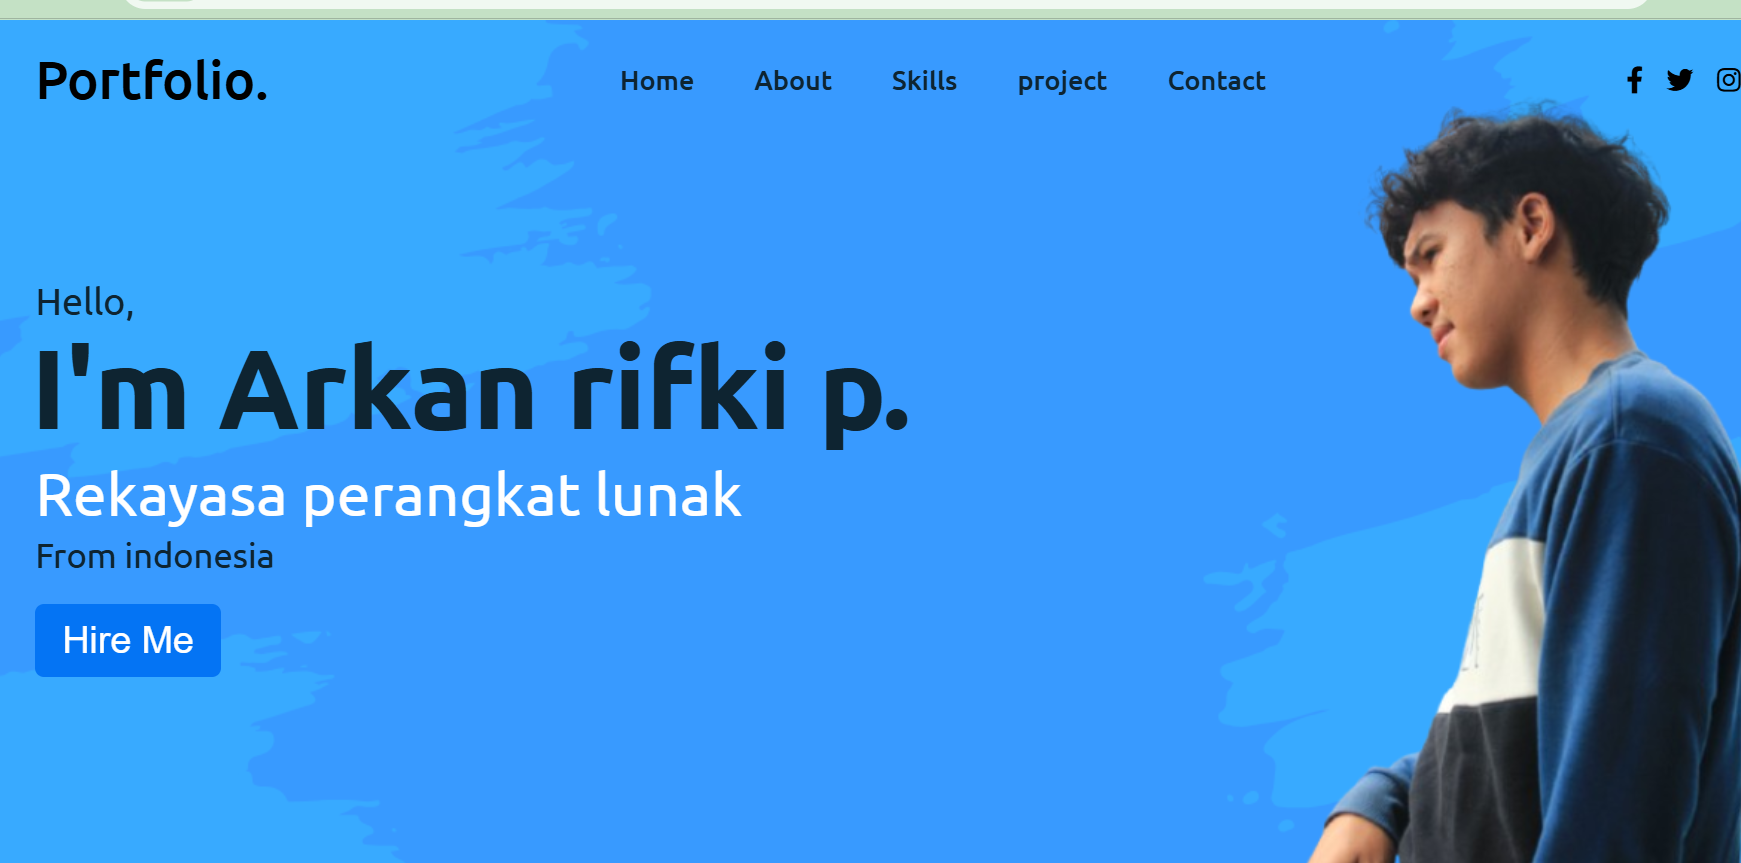 Portfolio.
Home About Skills project Contact
Hello,
I'm Arkan rifki p.
Rekayasa perangkat lunak
From indonesia
Hire Me